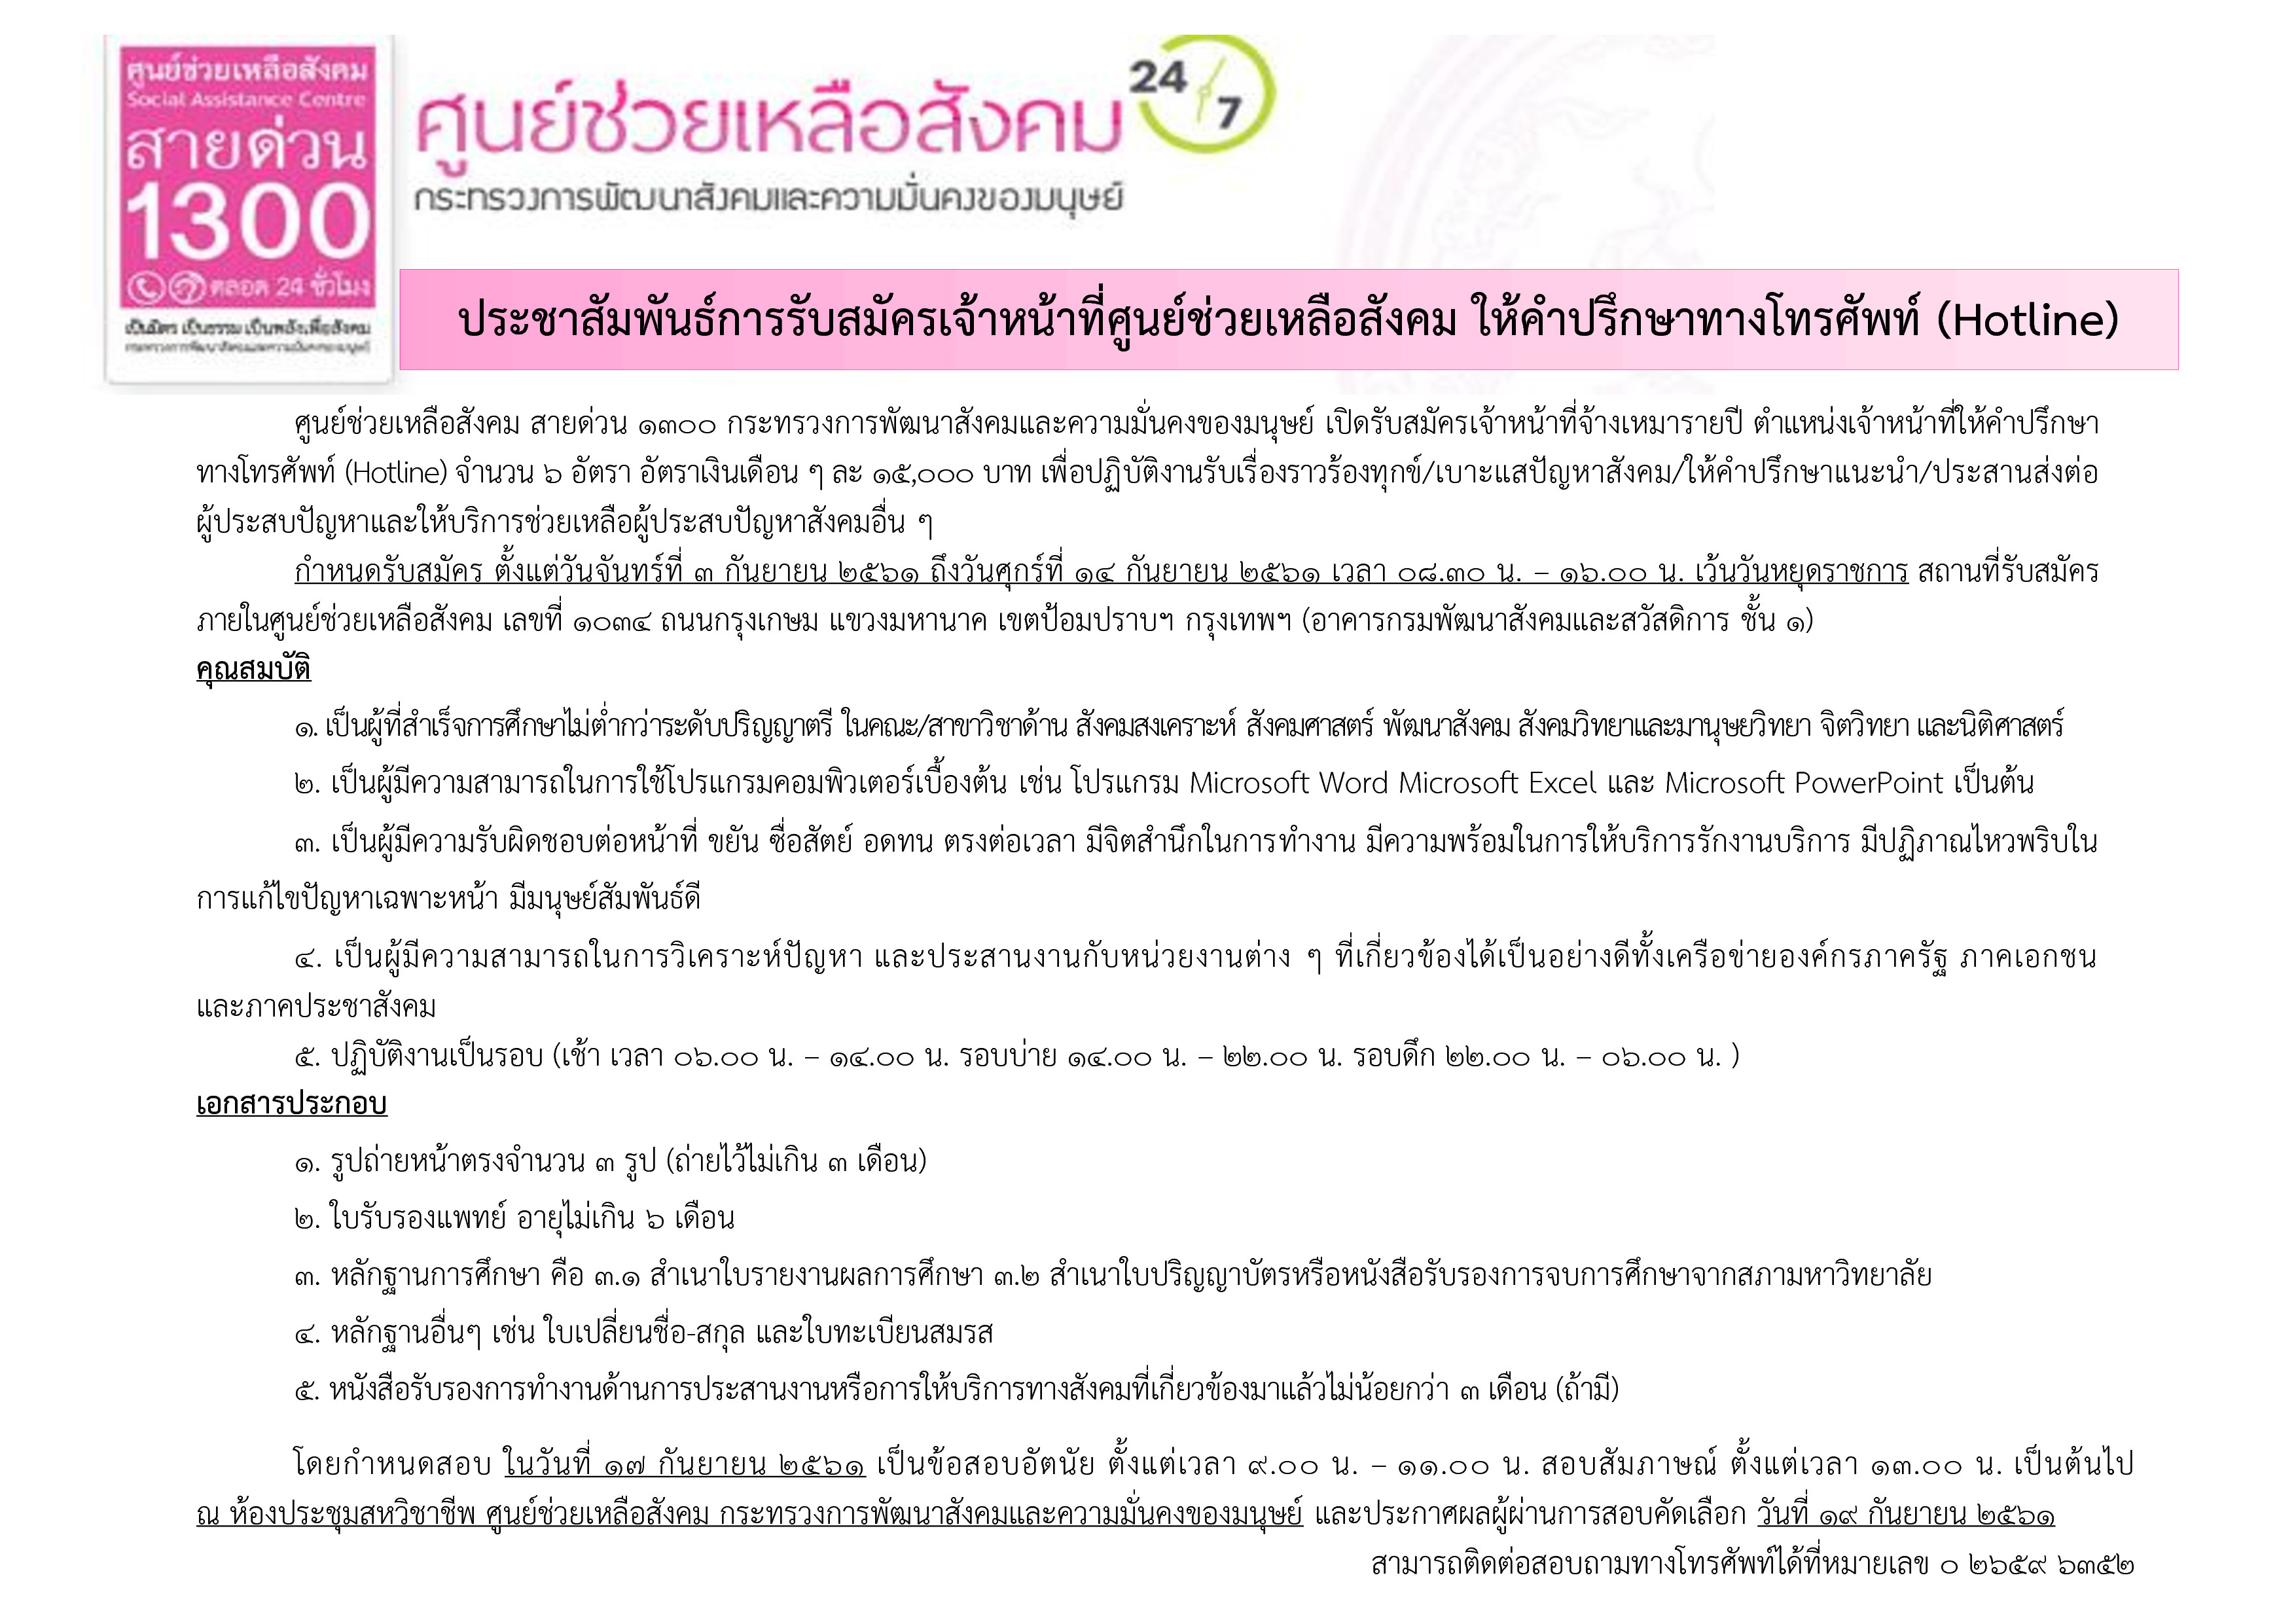 ศูนย์ช่วยเหลือสังคม
Social Assistance Centre
สายด่วน
1300
ตลอด 24 ชั่วโมง
เป็นมิตร เป็นธรรม เป็นพลังเพื่อสังคม
กระทรวงการพัฒนาสังคมและความมั่นคงของมนุษย์
ศูนย์ช่วยเหลือสังคม 24/7
กระทรวงการพัฒนาสังคมและความมั่นคงของมนุษย์
ประชาสัมพันธ์การรับสมัครเจ้าหน้าที่ศูนย์ช่วยเหลือสังคม ให้คำปรึกษาทางโทรศัพท์ (Hotline)
ศูนย์ช่วยเหลือสังคม สายด่วน ๑๓๐๐ กระทรวงการพัฒนาสังคมและความมั่นคงของมนุษย์ เปิดรับสมัครเจ้าหน้าที่จ้างเหมารายปี ตำแหน่งเจ้าหน้าที่ให้คำปรึกษา
ทางโทรศัพท์ (Hotline) จำนวน ๖ อัตรา อัตราเงินเดือน ๆ ละ ๑๕,๐๐๐ บาท เพื่อปฏิบัติงานรับเรื่องราวร้องทุกข์/เบาะแสปัญหาสังคม/ให้คำปรึกษาแนะนำ/ประสานส่งต่อ
ผู้ประสบปัญหาและให้บริการช่วยเหลือผู้ประสบปัญหาสังคมอื่น ๆ
กำหนดรับสมัคร ตั้งแต่วันจันทร์ที่ ๓ กันยายน ๒๕๖๑ ถึงวันศุกร์ที่ ๑๔ กันยายน ๒๕๖๑ เวลา ๐๘.๓๐ น. – ๑๖.๐๐ น. เว้นวันหยุดราชการ สถานที่รับสมัคร
ภายในศูนย์ช่วยเหลือสังคม เลขที่ ๑๐๓๔ ถนนกรุงเกษม แขวงมหานาค เขตป้อมปราบฯ กรุงเทพฯ (อาคารกรมพัฒนาสังคมและสวัสดิการ ชั้น ๑)
คุณสมบัติ
๑. เป็นผู้ที่สำเร็จการศึกษาไม่ต่ำกว่าระดับปริญญาตรี ในคณะ/สาขาวิชาด้าน สังคมสงเคราะห์ สังคมศาสตร์ พัฒนาสังคม สังคมวิทยาและมานุษยวิทยา จิตวิทยา และนิติศาสตร์
๒. เป็นผู้มีความสามารถในการใช้โปรแกรมคอมพิวเตอร์เบื้องต้น เช่น โปรแกรม Microsoft Word Microsoft Excel และ Microsoft PowerPoint เป็นต้น
๓. เป็นผู้มีความรับผิดชอบต่อหน้าที่ ขยัน ซื่อสัตย์ อดทน ตรงต่อเวลา มีจิตสำนึกในการทำงาน มีความพร้อมในการให้บริการรักงานบริการ มีปฏิภาณไหวพริบใน
การแก้ไขปัญหาเฉพาะหน้า มีมนุษย์สัมพันธ์ดี
๔. เป็นผู้มีความสามารถในการวิเคราะห์ปัญหา และประสานงานกับหน่วยงานต่าง ๆ ที่เกี่ยวข้องได้เป็นอย่างดีทั้งเครือข่ายองค์กรภาครัฐ ภาคเอกชน
และภาคประชาสังคม
๕. ปฏิบัติงานเป็นรอบ (เช้า เวลา ๐๖.๐๐ น. – ๑๔.๐๐ น. รอบบ่าย ๑๔.๐๐ น. – ๒๒.๐๐ น. รอบดึก ๒๒.๐๐ น. – ๐๖.๐๐ น. )
เอกสารประกอบ
๑. รูปถ่ายหน้าตรงจำนวน ๓ รูป (ถ่ายไว้ไม่เกิน ๓ เดือน)
๒. ใบรับรองแพทย์ อายุไม่เกิน ๖ เดือน
๓. หลักฐานการศึกษา คือ ๓.๑ สำเนาใบรายงานผลการศึกษา ๓.๒ สำเนาใบปริญญาบัตรหรือหนังสือรับรองการจบการศึกษาจากสภามหาวิทยาลัย
๔. หลักฐานอื่นๆ เช่น ใบเปลี่ยนชื่อ-สกุล และใบทะเบียนสมรส
๕. หนังสือรับรองการทำงานด้านการประสานงานหรือการให้บริการทางสังคมที่เกี่ยวข้องมาแล้วไม่น้อยกว่า ๓ เดือน (ถ้ามี)
โดยกำหนดสอบ ในวันที่ ๑๗ กันยายน ๒๕๖๑ เป็นข้อสอบอัตนัย ตั้งแต่เวลา ๙.๐๐ น. – ๑๑.๐๐ น. สอบสัมภาษณ์ ตั้งแต่เวลา ๑๓.๐๐ น. เป็นต้นไป
ณ ห้องประชุมสหวิชาชีพ ศูนย์ช่วยเหลือสังคม กระทรวงการพัฒนาสังคมและความมั่นคงของมนุษย์ และประกาศผลผู้ผ่านการสอบคัดเลือก วันที่ ๑๙ กันยายน ๒๕๖๑
สามารถติดต่อสอบถามทางโทรศัพท์ได้ที่หมายเลข ๐ ๒๖๕๙ ๖๓๕๒